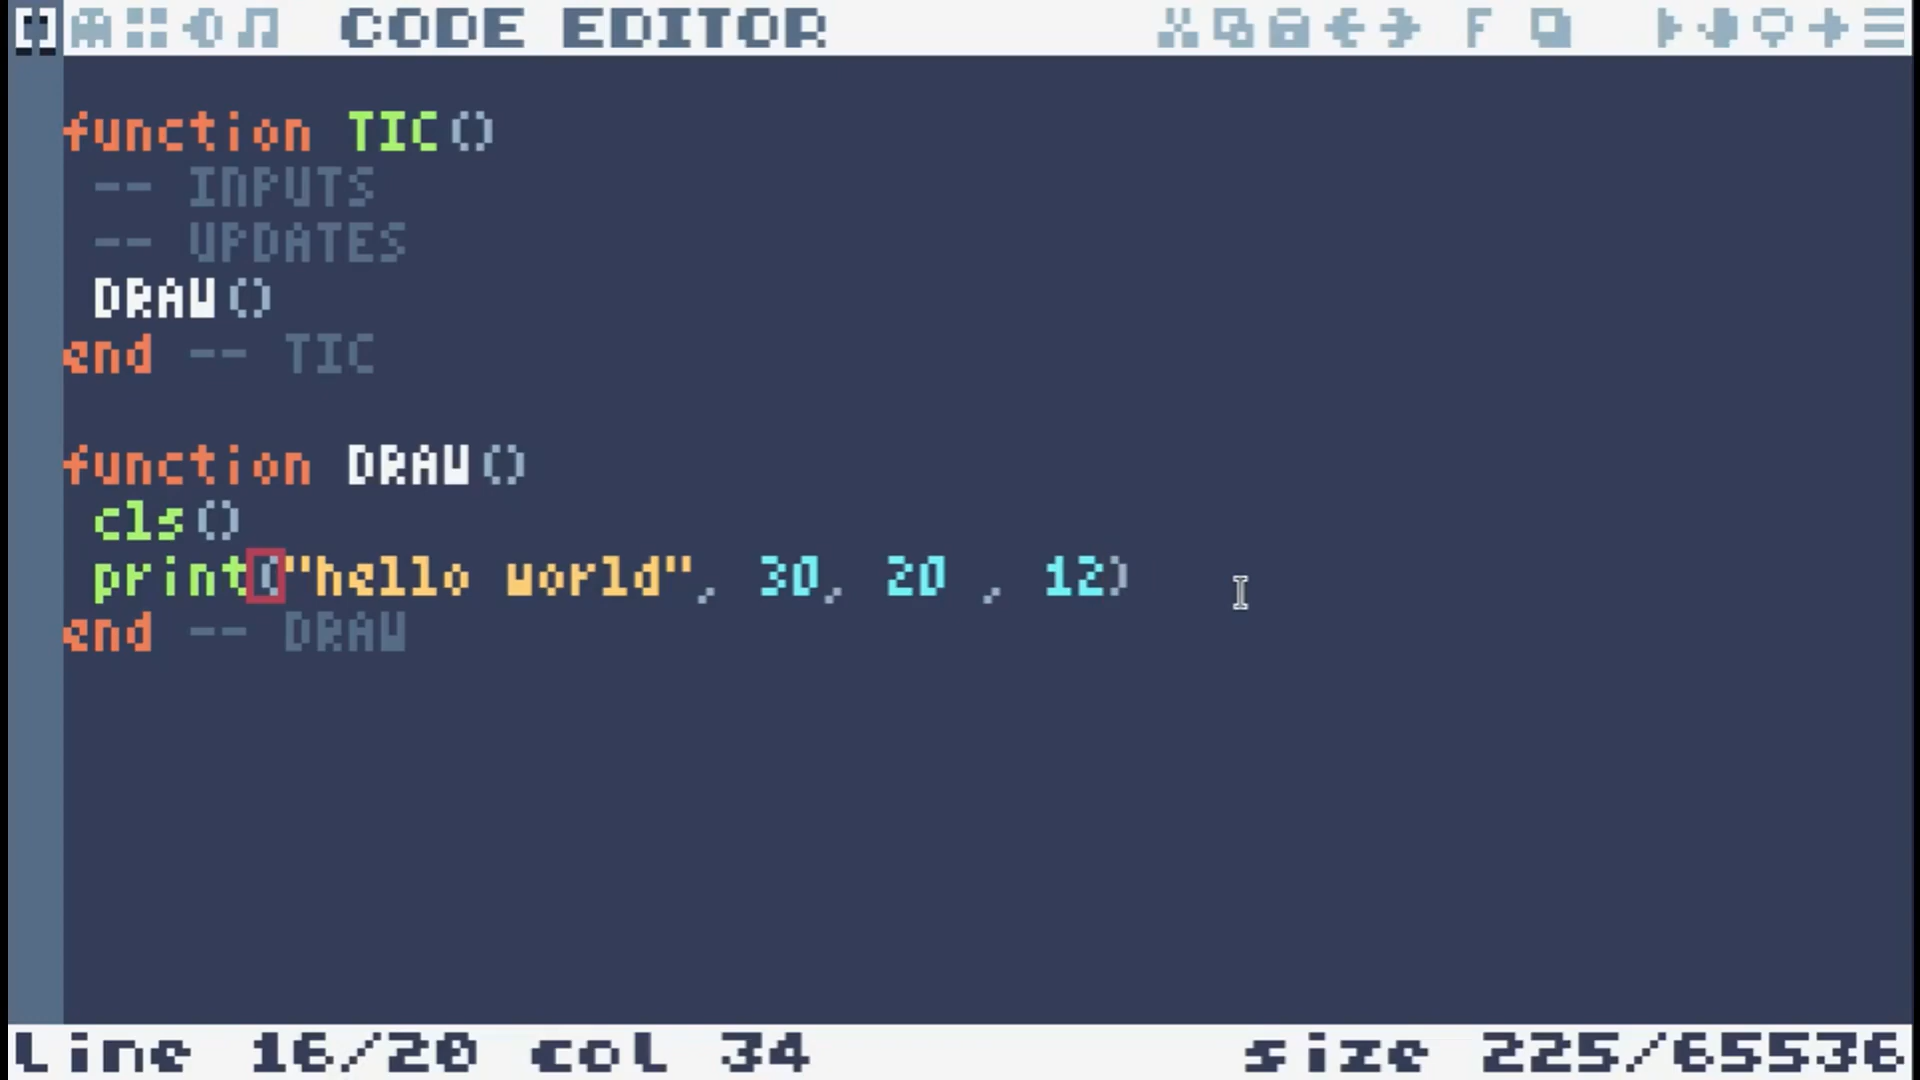 CODE EDITOR F
function TIC()
-- INPUTS
-- UPDATES
DRAW()
end -- TIC
function DRAW()
cls()
print("hello world", 30, 20 , 12)
end -- DRAW
line 16/20 col 34 size 225/65536